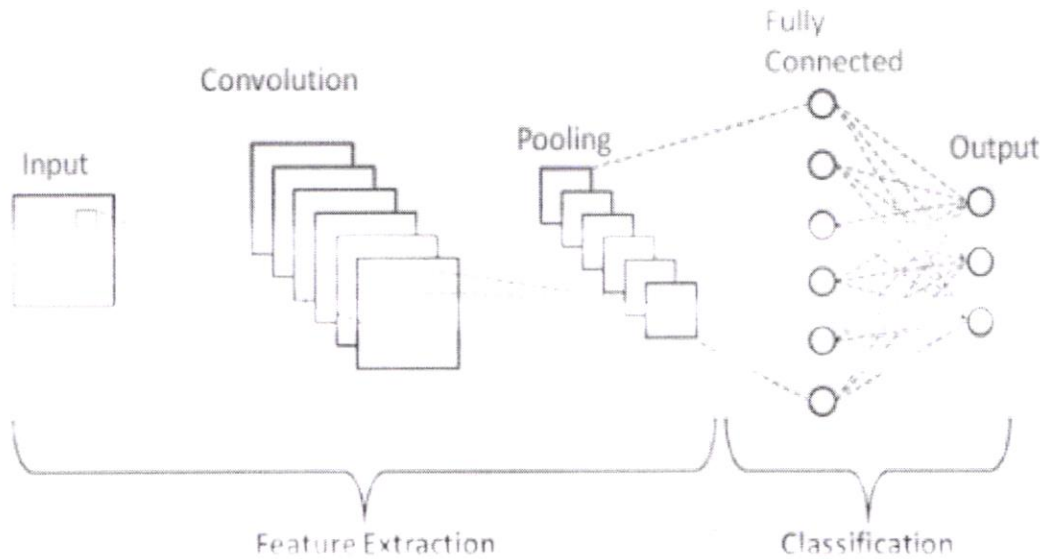 Fully
Connected
Convolution
Pooling
Input
Output
Feature Extraction
Classification